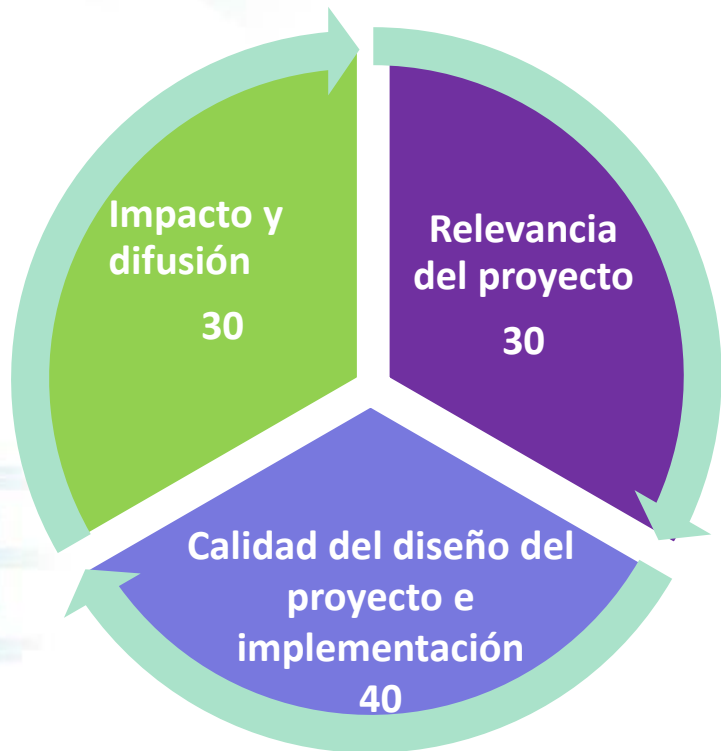 Impacto y
difusión
30
Relevancia
del proyecto
30
Calidad del diseño del
proyecto e
implementación
40